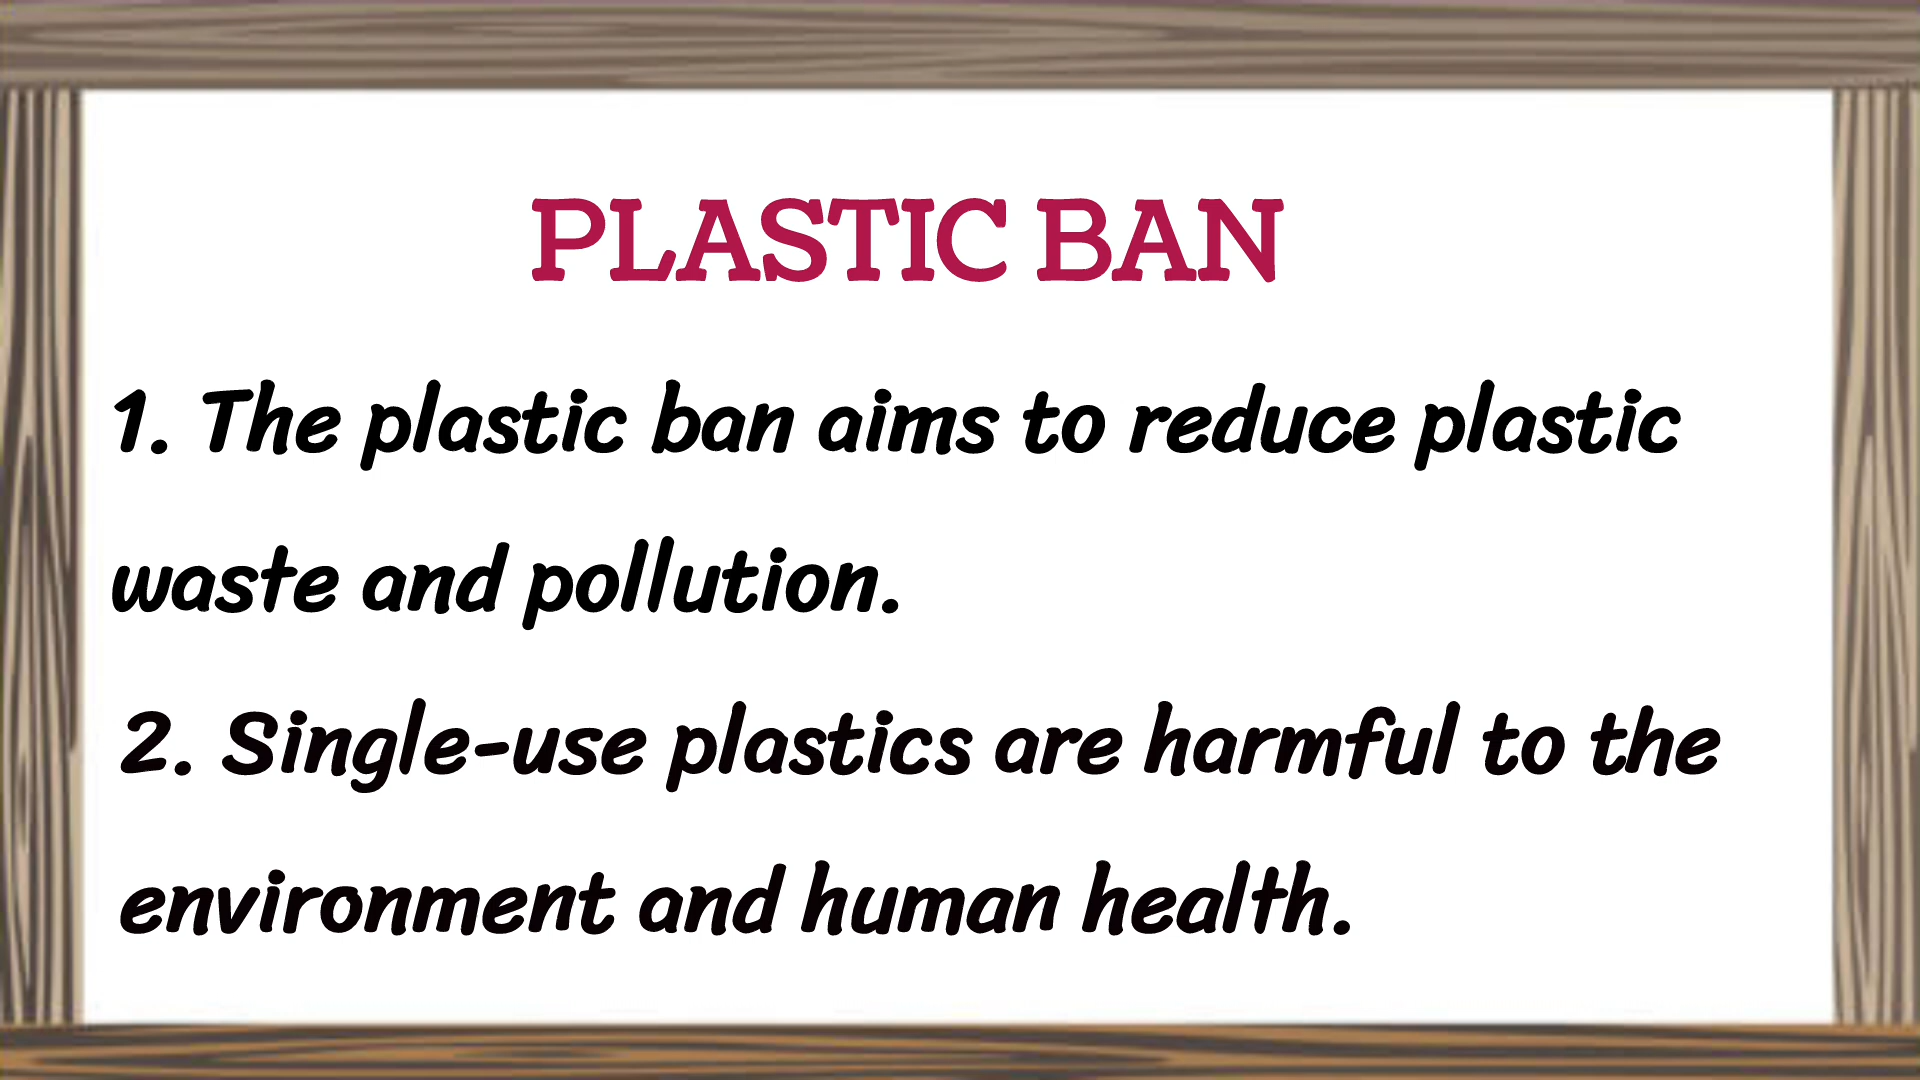 PLASTIC BAN
1. The plastic ban aims to reduce plastic
waste and pollution.
2. Single-use plastics are harmful to the
environment and human health.